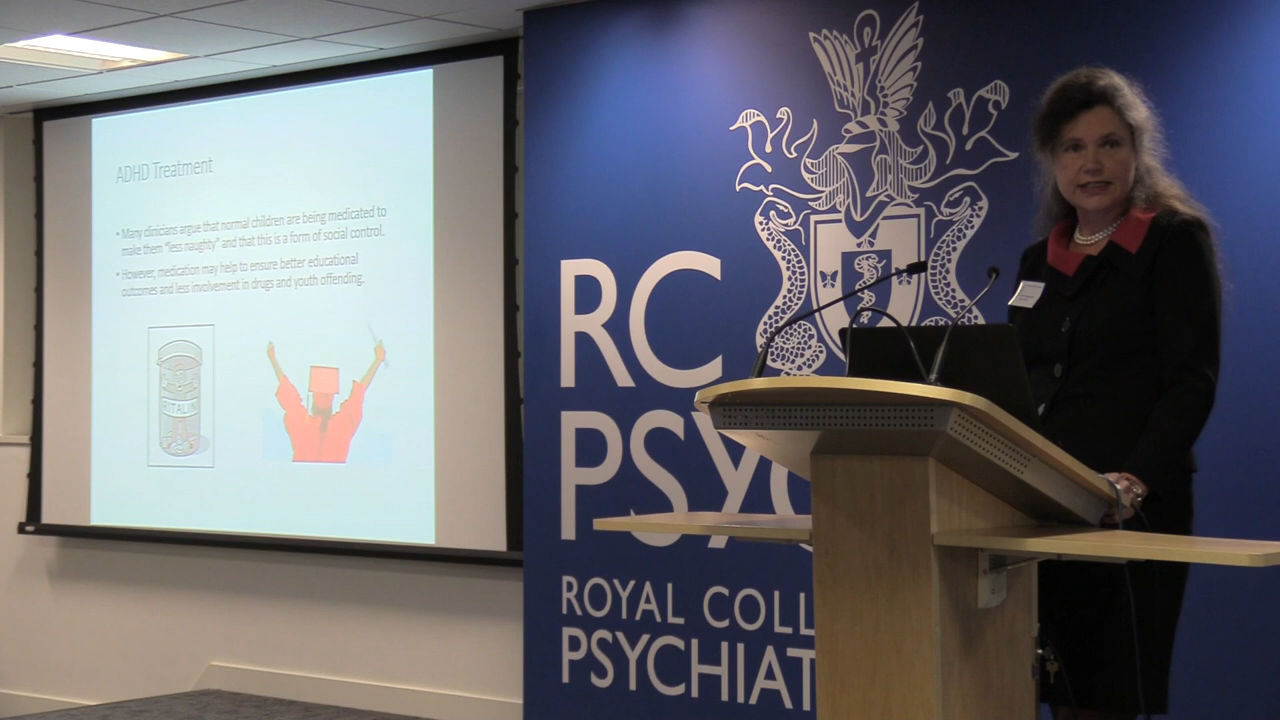 ADHD Treatment
• Many clinicians argue that normal children are being medicated to
make them "less naughty" and that this is a form of social control.
• However, medication may help to ensure better educational
outcomes and less involvement in drugs and youth offending.
RITALIN
RC
PSYC
ROYAL COLL
PSYCHIAT